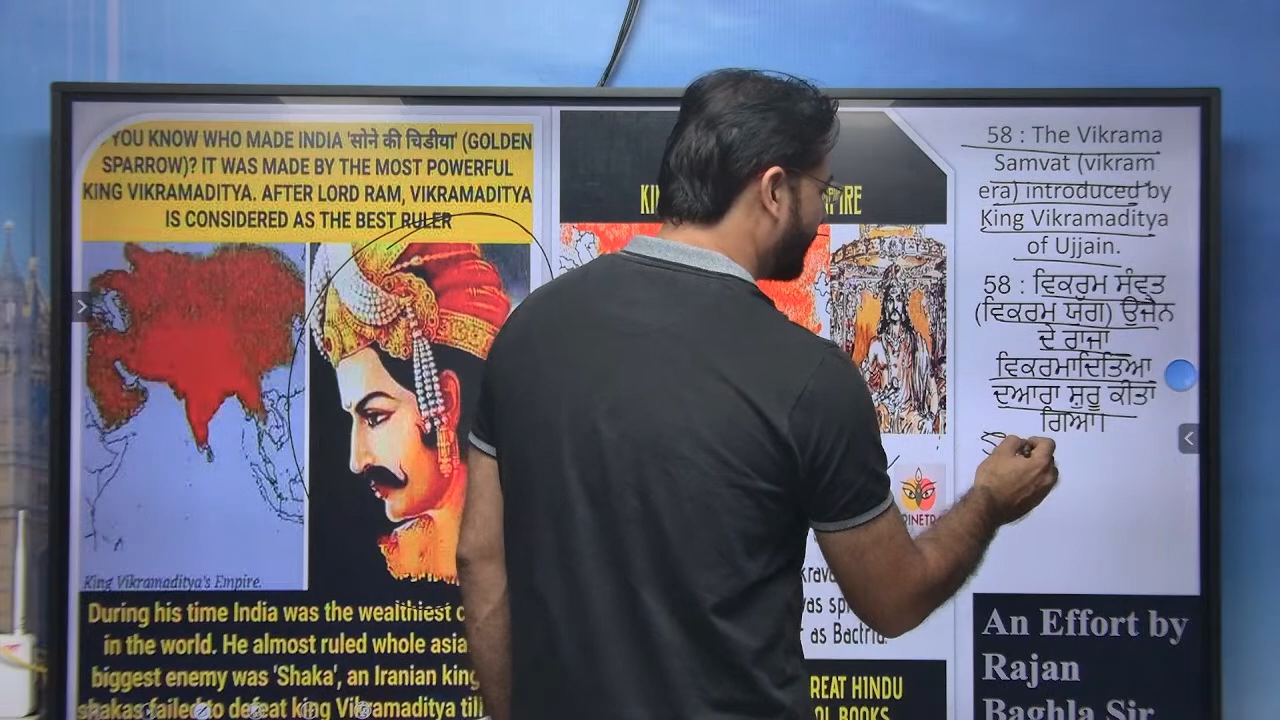 YOU KNOW WHO MADE INDIA 'सोने की चिडीया' (GOLDEN
SPARROW)? IT WAS MADE BY THE MOST POWERFUL
KING VIKRAMADITYA. AFTER LORD RAM, VIKRAMADITYA
IS CONSIDERED AS THE BEST RULER
King Vikramaditya's Empire.
During his time India was the wealthiest
in the world. He almost ruled whole asia
biggest enemy was 'Shaka', an Iranian king
shakas failed to defeat king Vikramaditya till
as Bactria.
HINDU
BOOKS
58 : The Vikrama
Samvat (vikram
era) introduced by
King Vikramaditya
of Ujjain.
58 : ਵਿਕਰਮ ਸੰਵਤ
(ਵਿਕਰਮ ਯੁੱਗ) ਉਜੈਨ
ਦੇ ਰਾਜਾ
ਵਿਕਰਮਾਦਿਤਿਆ
ਦੁਆਰਾ ਸ਼ੁਰੂ ਕੀਤਾ
ਗਿਆ।
An Effort by
Rajan
Baghla Sir